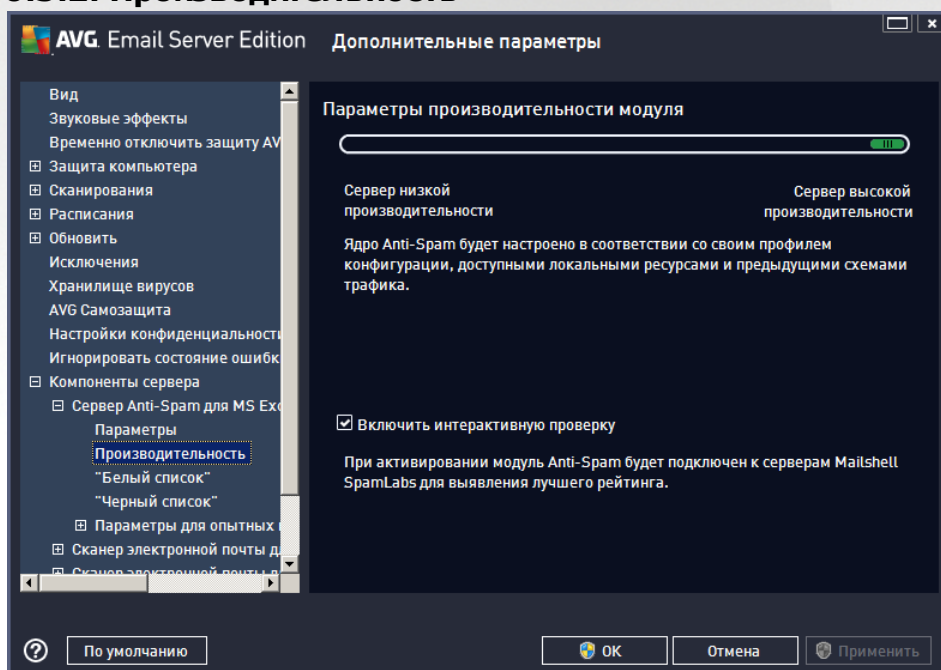 AVG. Email Server Edition Дополнительные параметры
Вид
Звуковые эффекты
Временно отключить защиту AV
Защита компьютера
Сканирования
Расписания
Обновить
Исключения
Хранилище вирусов
AVG Самозащита
Настройки конфиденциальности
Игнорировать состояние ошибк
Компоненты сервера
Сервер Anti-Spam для MS Exc
Параметры
Производительность
"Белый список"
"Черный список"
Параметры для опытных
Сканер электронной почты д
Параметры производительности модуля
Сервер низкой
производительности
Сервер высокой
производительности
Ядро Anti-Spam будет настроено в соответствии со своим профилем
конфигурации, доступными локальными ресурсами и предыдущими схемами
трафика.
Включить интерактивную проверку
При активировании модуль Anti-Spam будет подключен к серверам Mailshell
SpamLabs для выявления лучшего рейтинга.
По умолчанию
ОК
Отмена
Применить